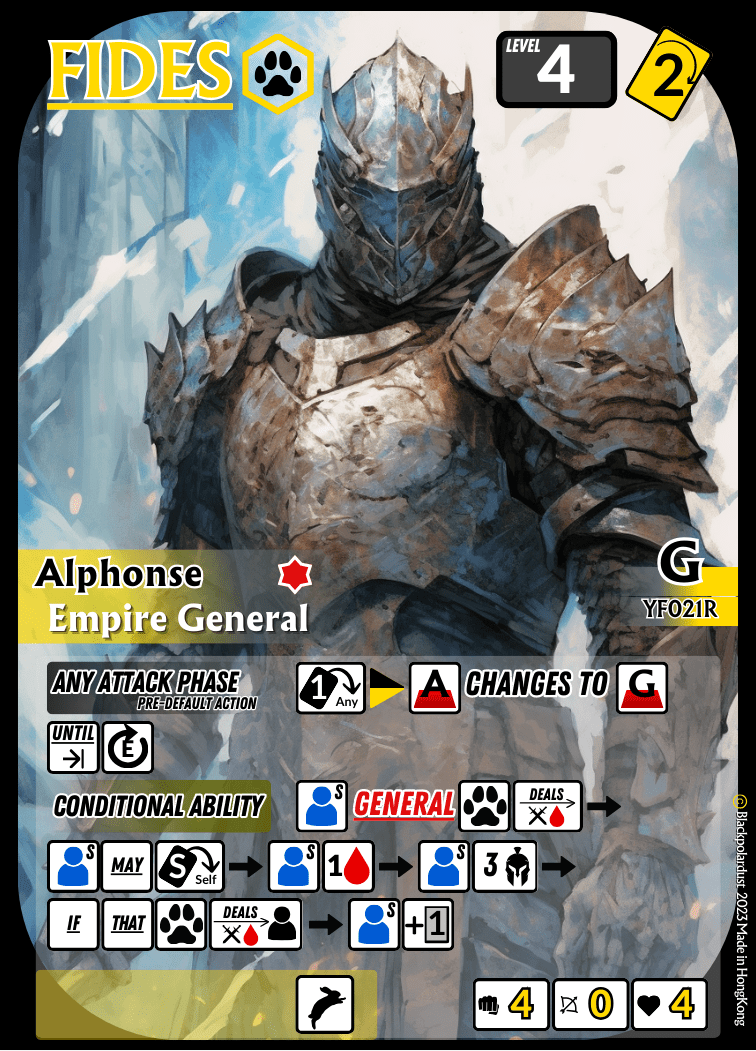 FIDES
LEVEL 4
2
Alphonse
G
Empire General
YF021R
ANY ATTACK PHASE 1 Any A CHANGES TO G
PRE-DEFAULT ACTION
UNTIL E
CONDITIONAL ABILITY S GENERAL DEALS
S MAY S Self S 1 S 3
IF THAT DEALS S +1
4 0 4
© Blackpolardust 2023 Made in HongKong